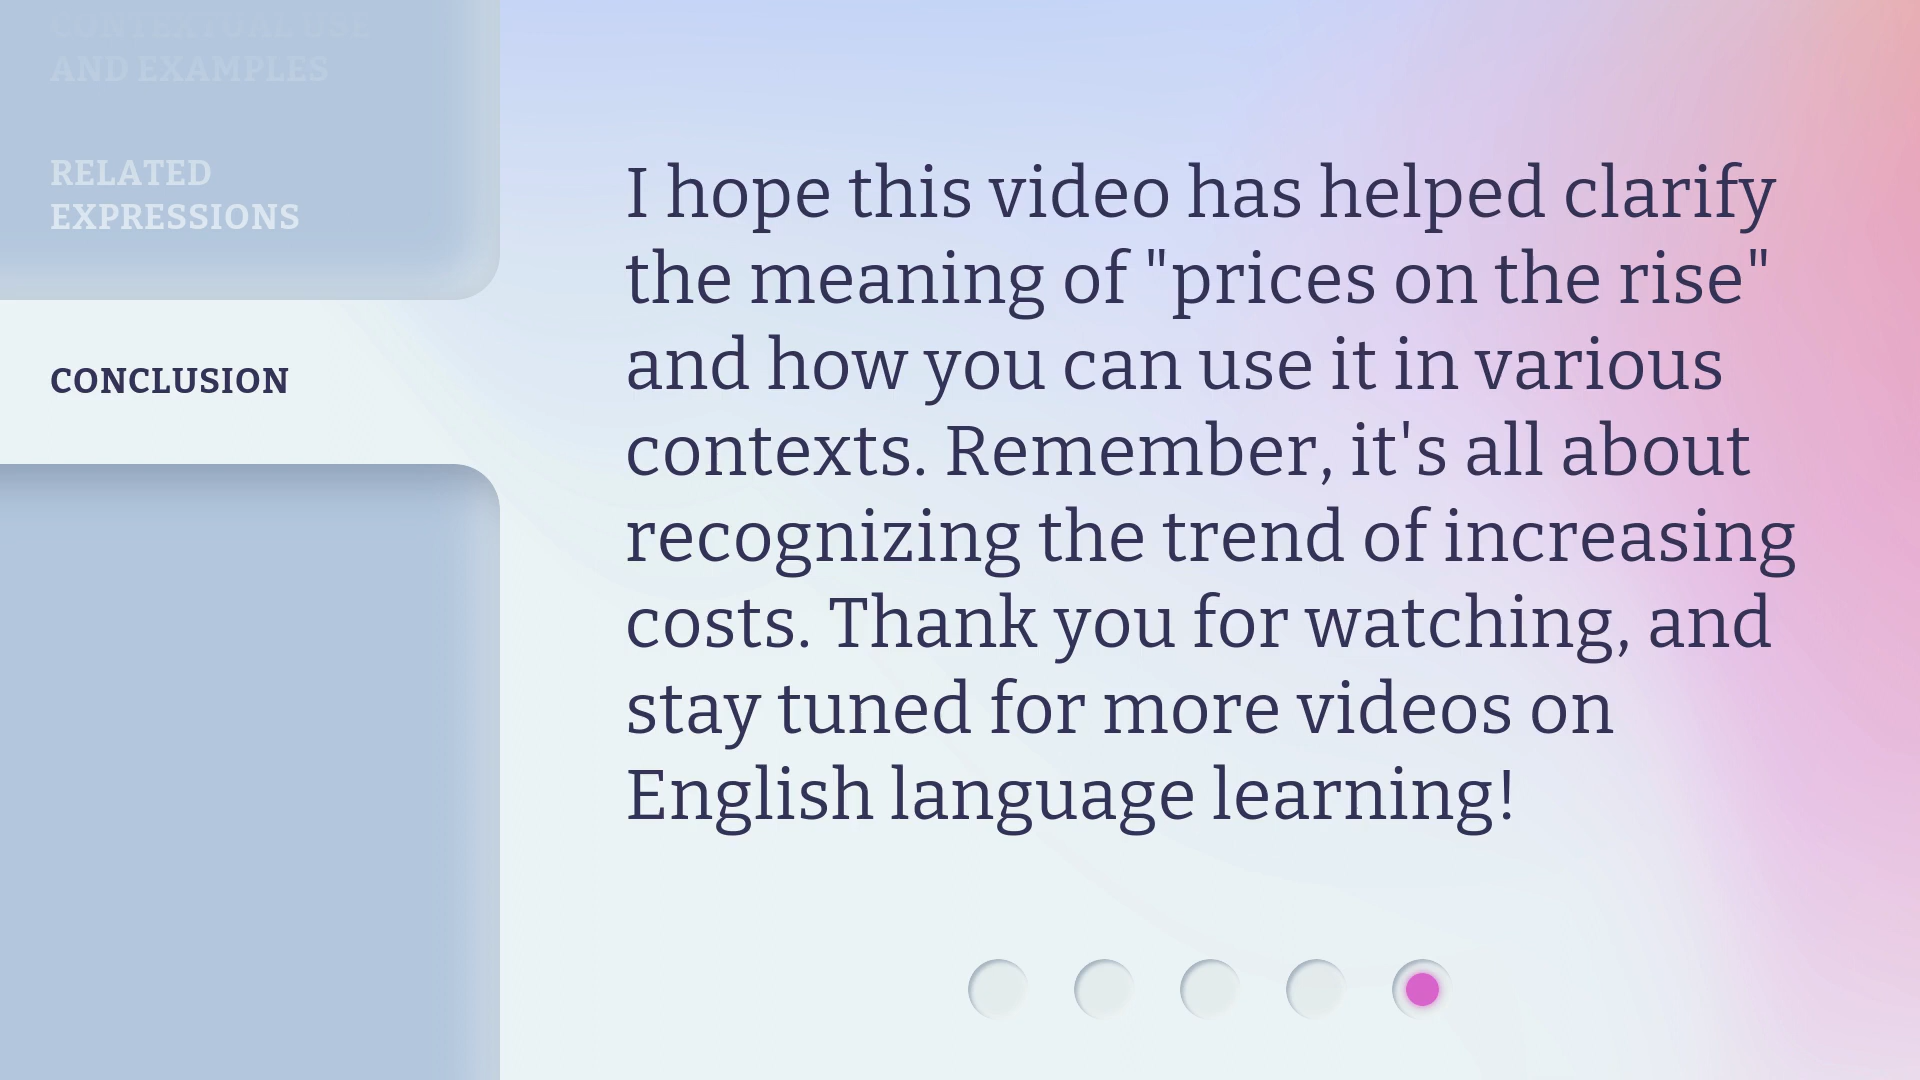 CONTEXTUAL USE
AND EXAMPLES
RELATED
EXPRESSIONS
CONCLUSION
I hope this video has helped clarify
the meaning of "prices on the rise"
and how you can use it in various
contexts. Remember, it's all about
recognizing the trend of increasing
costs. Thank you for watching, and
stay tuned for more videos on
English language learning!